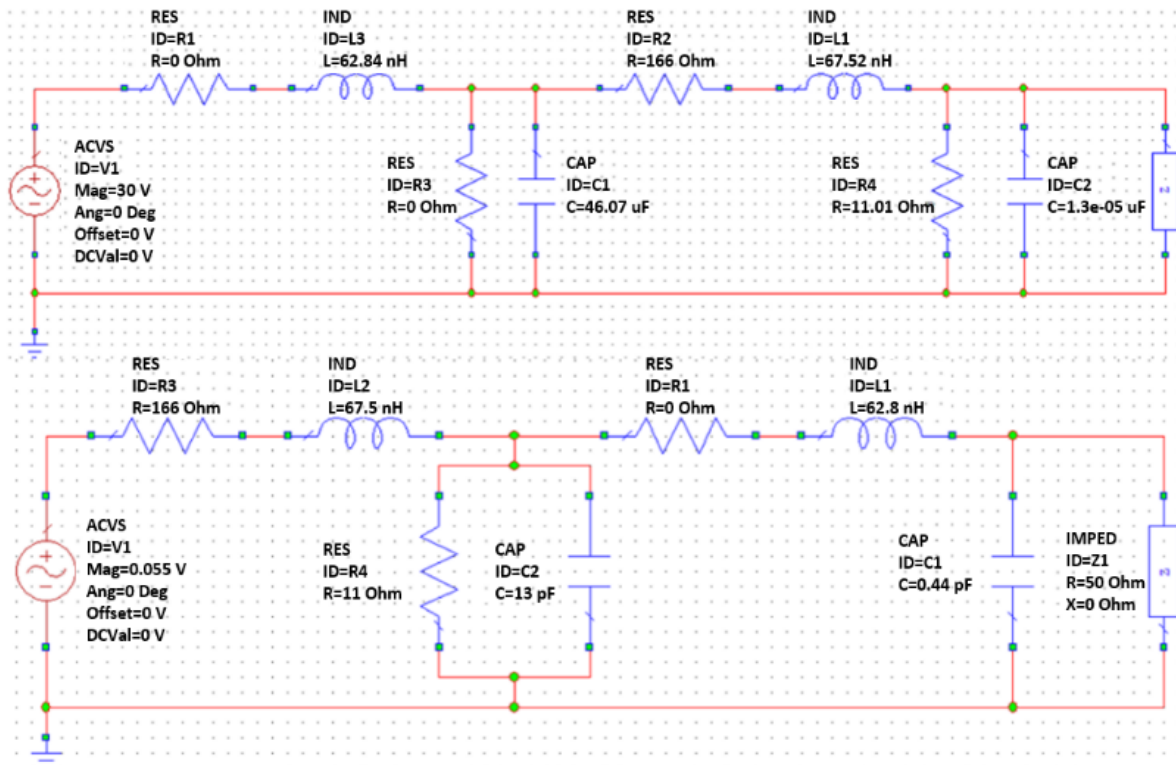 RES
ID=R1
R=0 Ohm
IND
ID=L3
L=62.84 nH
RES
ID=R2
R=166 Ohm
IND
ID=L1
L=67.52 nH
ACVS
ID=V1
Mag=30 V
Ang=0 Deg
Offset=0 V
DCVal=0 V
RES
ID=R3
R=0 Ohm
CAP
ID=C1
C=46.07 uF
RES
ID=R4
R=11.01 Ohm
CAP
ID=C2
C=1.3e-05 uF
RES
ID=R3
R=166 Ohm
IND
ID=L2
L=67.5 nH
RES
ID=R1
R=0 Ohm
IND
ID=L1
L=62.8 nH
ACVS
ID=V1
Mag=0.055 V
Ang=0 Deg
Offset=0 V
DCVal=0 V
RES
ID=R4
R=11 Ohm
CAP
ID=C2
C=13 pF
CAP
ID=C1
C=0.44 pF
IMPED
ID=Z1
R=50 Ohm
X=0 Ohm